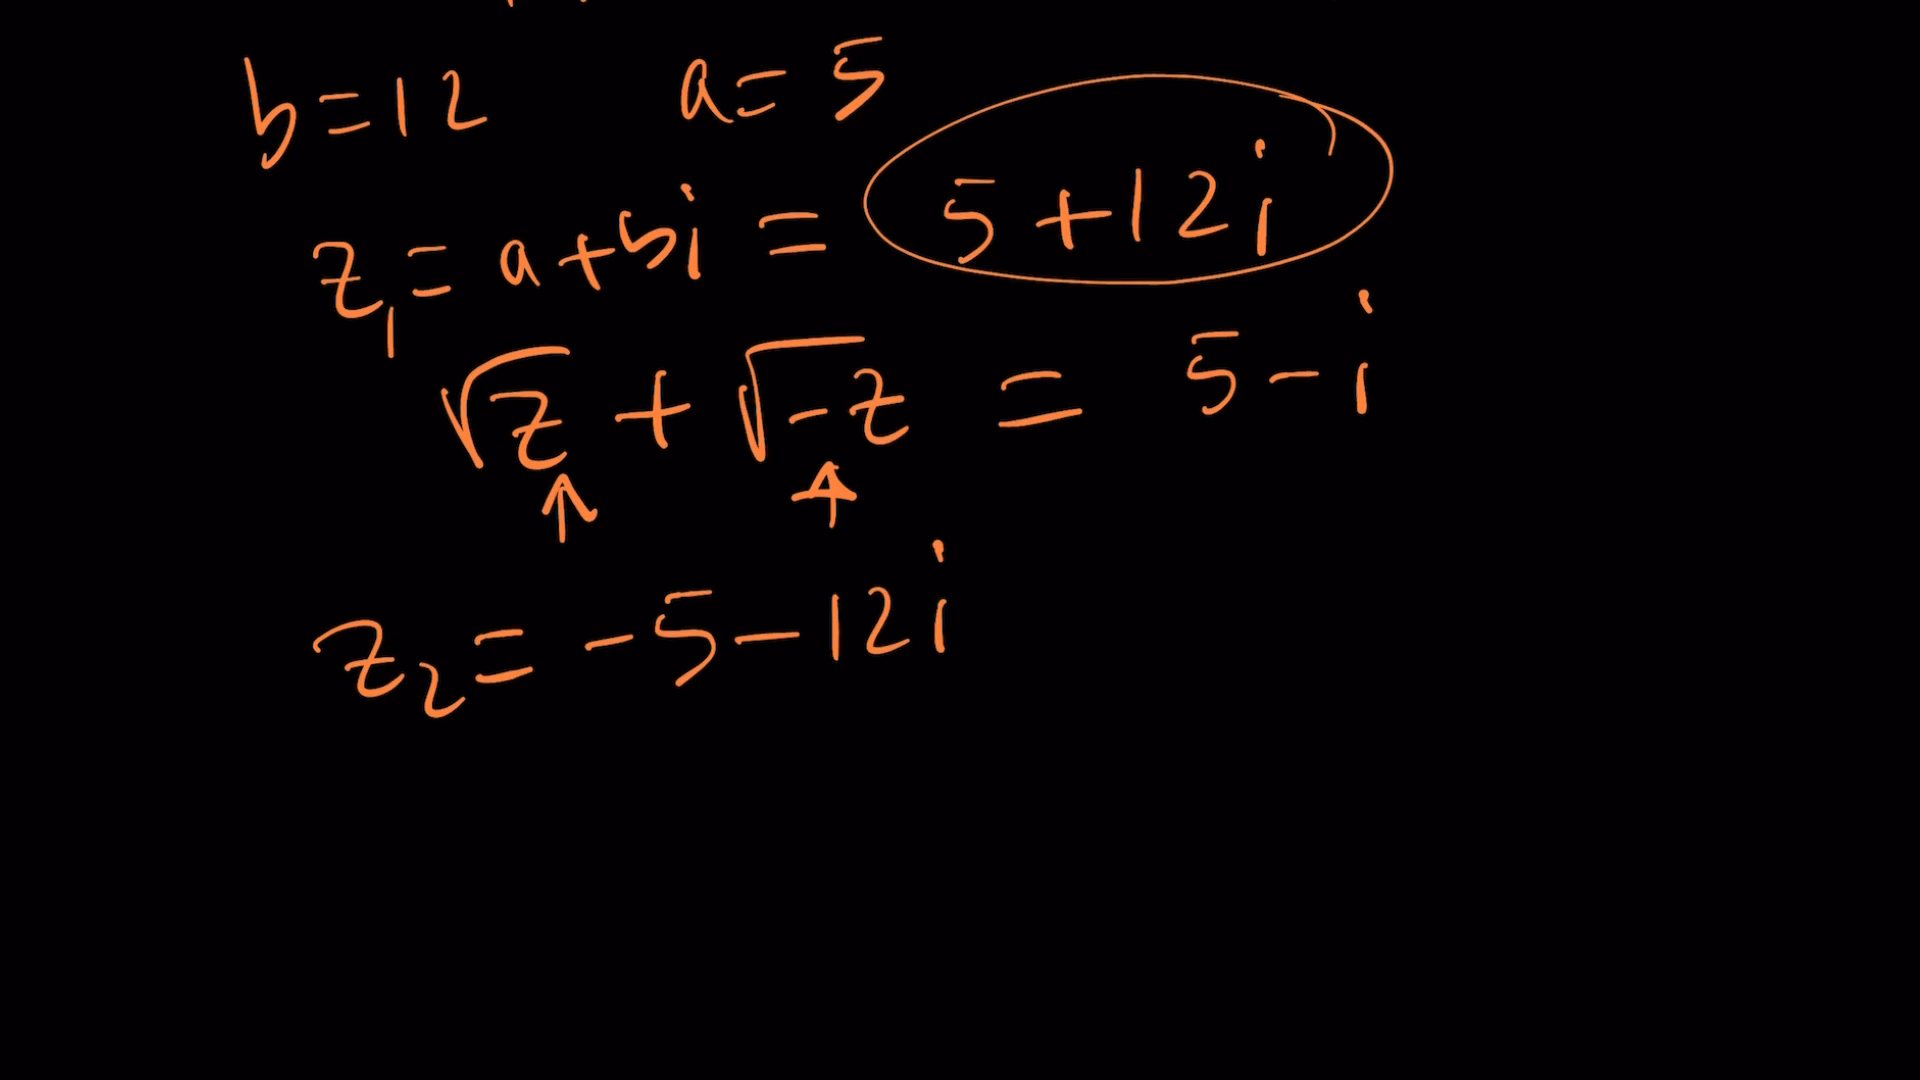 b=12 a=5
z₁= a+bi = 5+12i
√z + √-z = 5-i
z₂= -5-12i